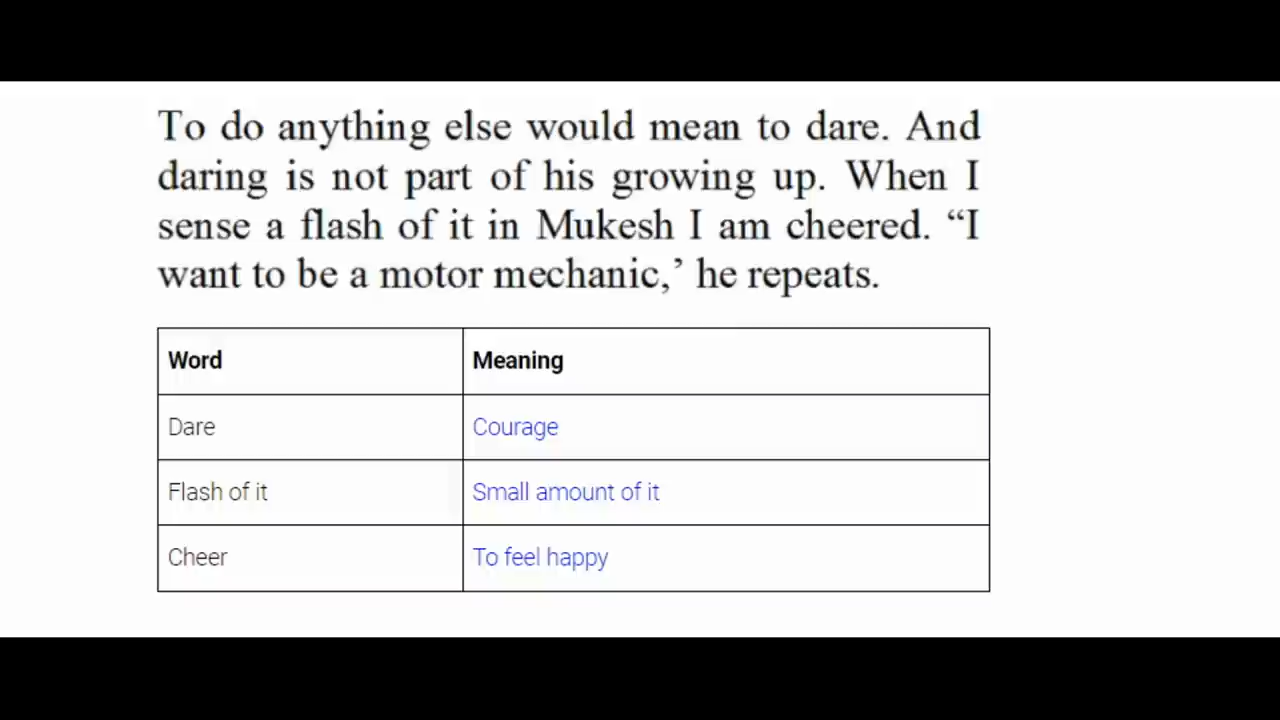 To do anything else would mean to dare. And
daring is not part of his growing up. When I
sense a flash of it in Mukesh I am cheered. “I
want to be a motor mechanic,’ he repeats.
Word Meaning
Dare Courage
Flash of it Small amount of it
Cheer To feel happy